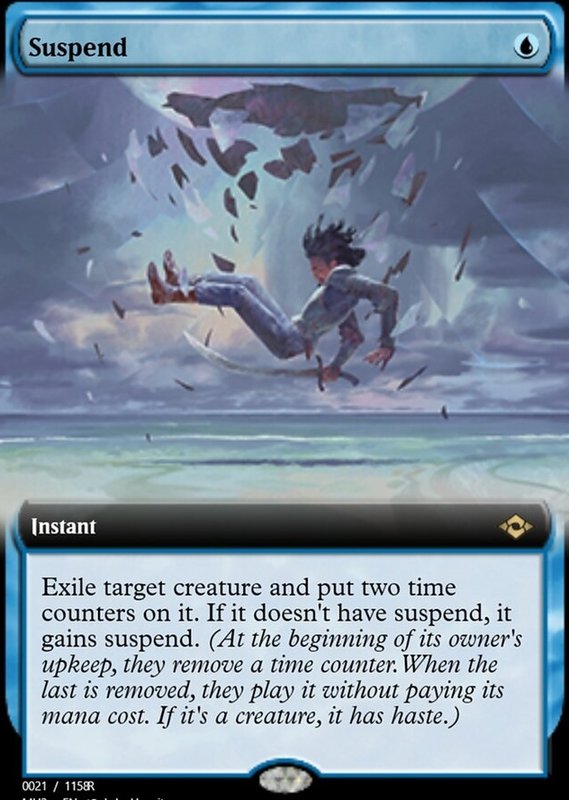 Suspend
Instant
Exile target creature and put two time
counters on it. If it doesn't have suspend, it
gains suspend. (At the beginning of its owner's
upkeep, they remove a time counter. When the
last is removed, they play it without paying its
mana cost. If it's a creature, it has haste.)
0021 / 1158R